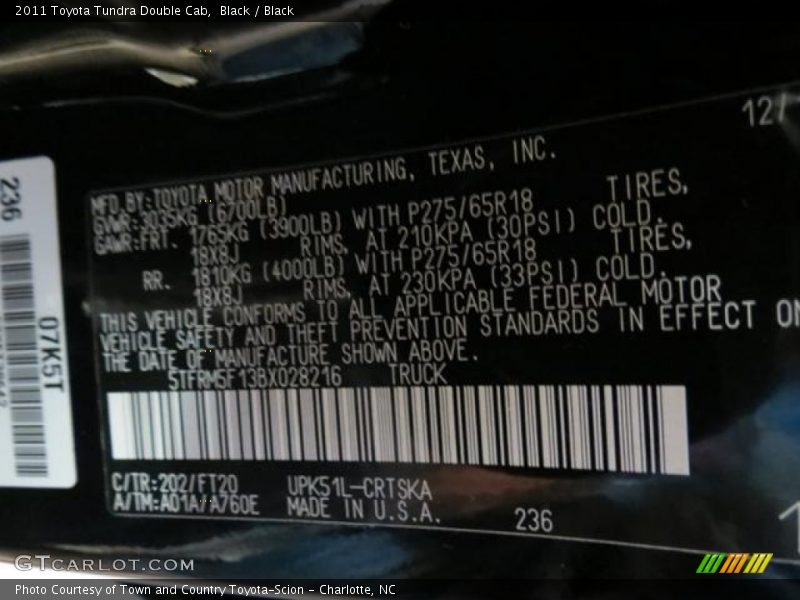 2011 Toyota Tundra Double Cab, Black / Black
12/
236
07K5T
MFD.BY:TOYOTA MOTOR MANUFACTURING, TEXAS, INC.
GVWR:3035KG (6700LB)
GAWR:FRT. 1765KG (3900LB) WITH P275/65R18 TIRES,
18X8J RIMS, AT 210KPA (30PSI) COLD.
RR. 1810KG (4000LB) WITH P275/65R18 TIRES,
18X8J RIMS, AT 230KPA (33PSI) COLD.
THIS VEHICLE CONFORMS TO ALL APPLICABLE FEDERAL MOTOR
VEHICLE SAFETY AND THEFT PREVENTION STANDARDS IN EFFECT ON
THE DATE OF MANUFACTURE SHOWN ABOVE.
5TFRM5F13BX028216 TRUCK
C/TR:202/FT20 UPK51L-CRTSKA
A/TM:A01A/A760E MADE IN U.S.A. 236
GTCARLOT.COM
Photo Courtesy of Town and Country Toyota-Scion - Charlotte, NC